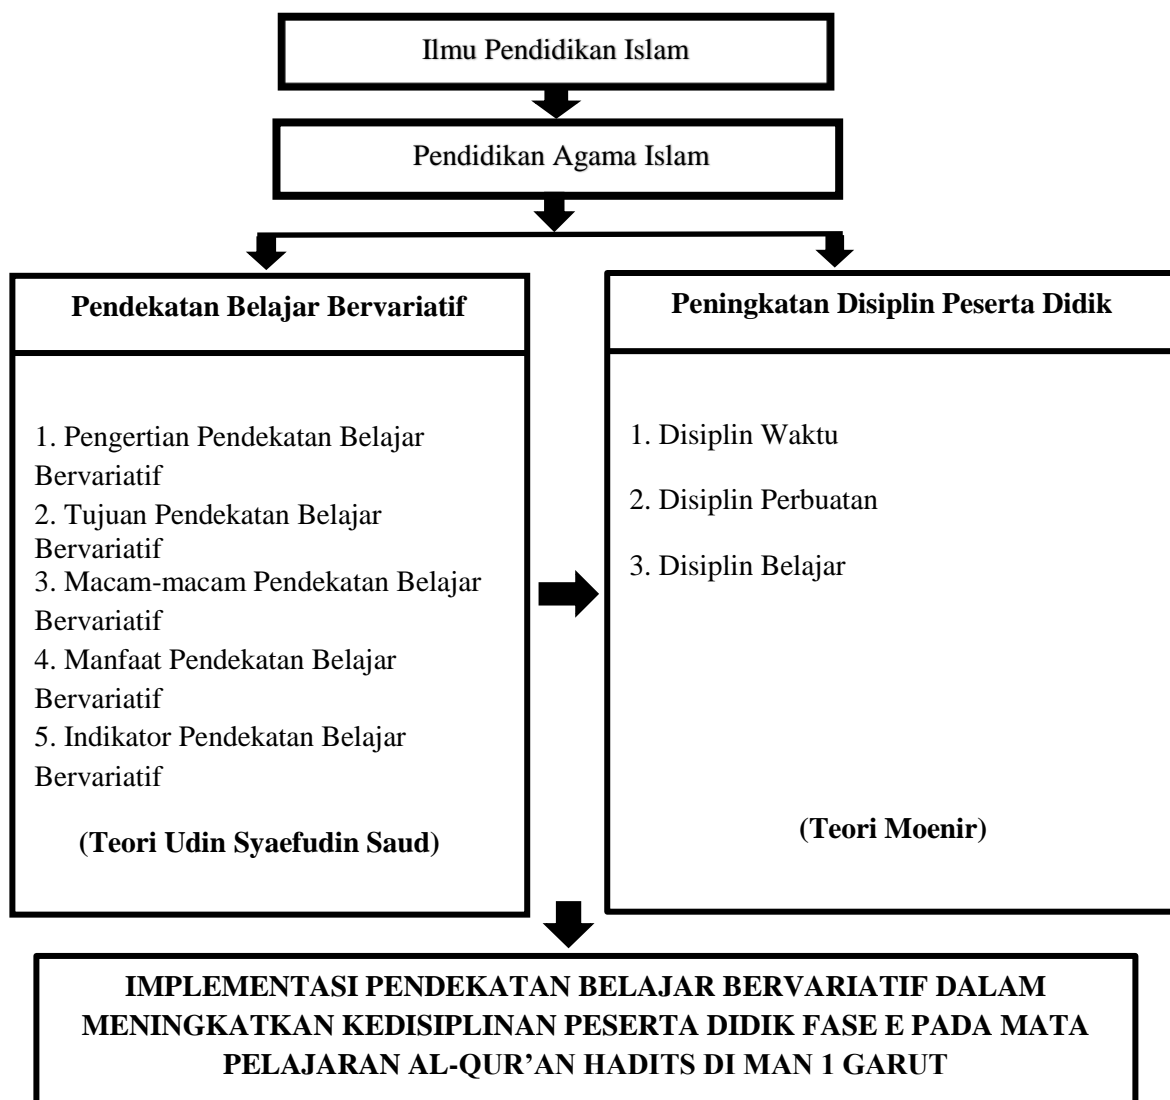 Ilmu Pendidikan Islam
Pendidikan Agama Islam
Pendekatan Belajar Bervariatif
1. Pengertian Pendekatan Belajar
Bervariatif
2. Tujuan Pendekatan Belajar
Bervariatif
3. Macam-macam Pendekatan Belajar
Bervariatif
4. Manfaat Pendekatan Belajar
Bervariatif
5. Indikator Pendekatan Belajar
Bervariatif
(Teori Udin Syaefudin Saud)
Peningkatan Disiplin Peserta Didik
1. Disiplin Waktu
2. Disiplin Perbuatan
3. Disiplin Belajar
(Teori Moenir)
IMPLEMENTASI PENDEKATAN BELAJAR BERVARIATIF DALAM
MENINGKATKAN KEDISIPLINAN PESERTA DIDIK FASE E PADA MATA
PELAJARAN AL-QUR’AN HADITS DI MAN 1 GARUT